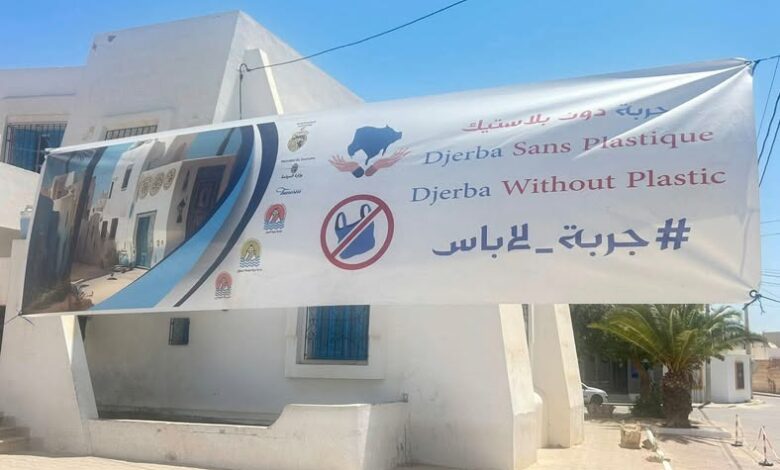 جربة دون بلاستيك
Djerba Sans Plastique
Djerba Without Plastic
#جربة_لاباس